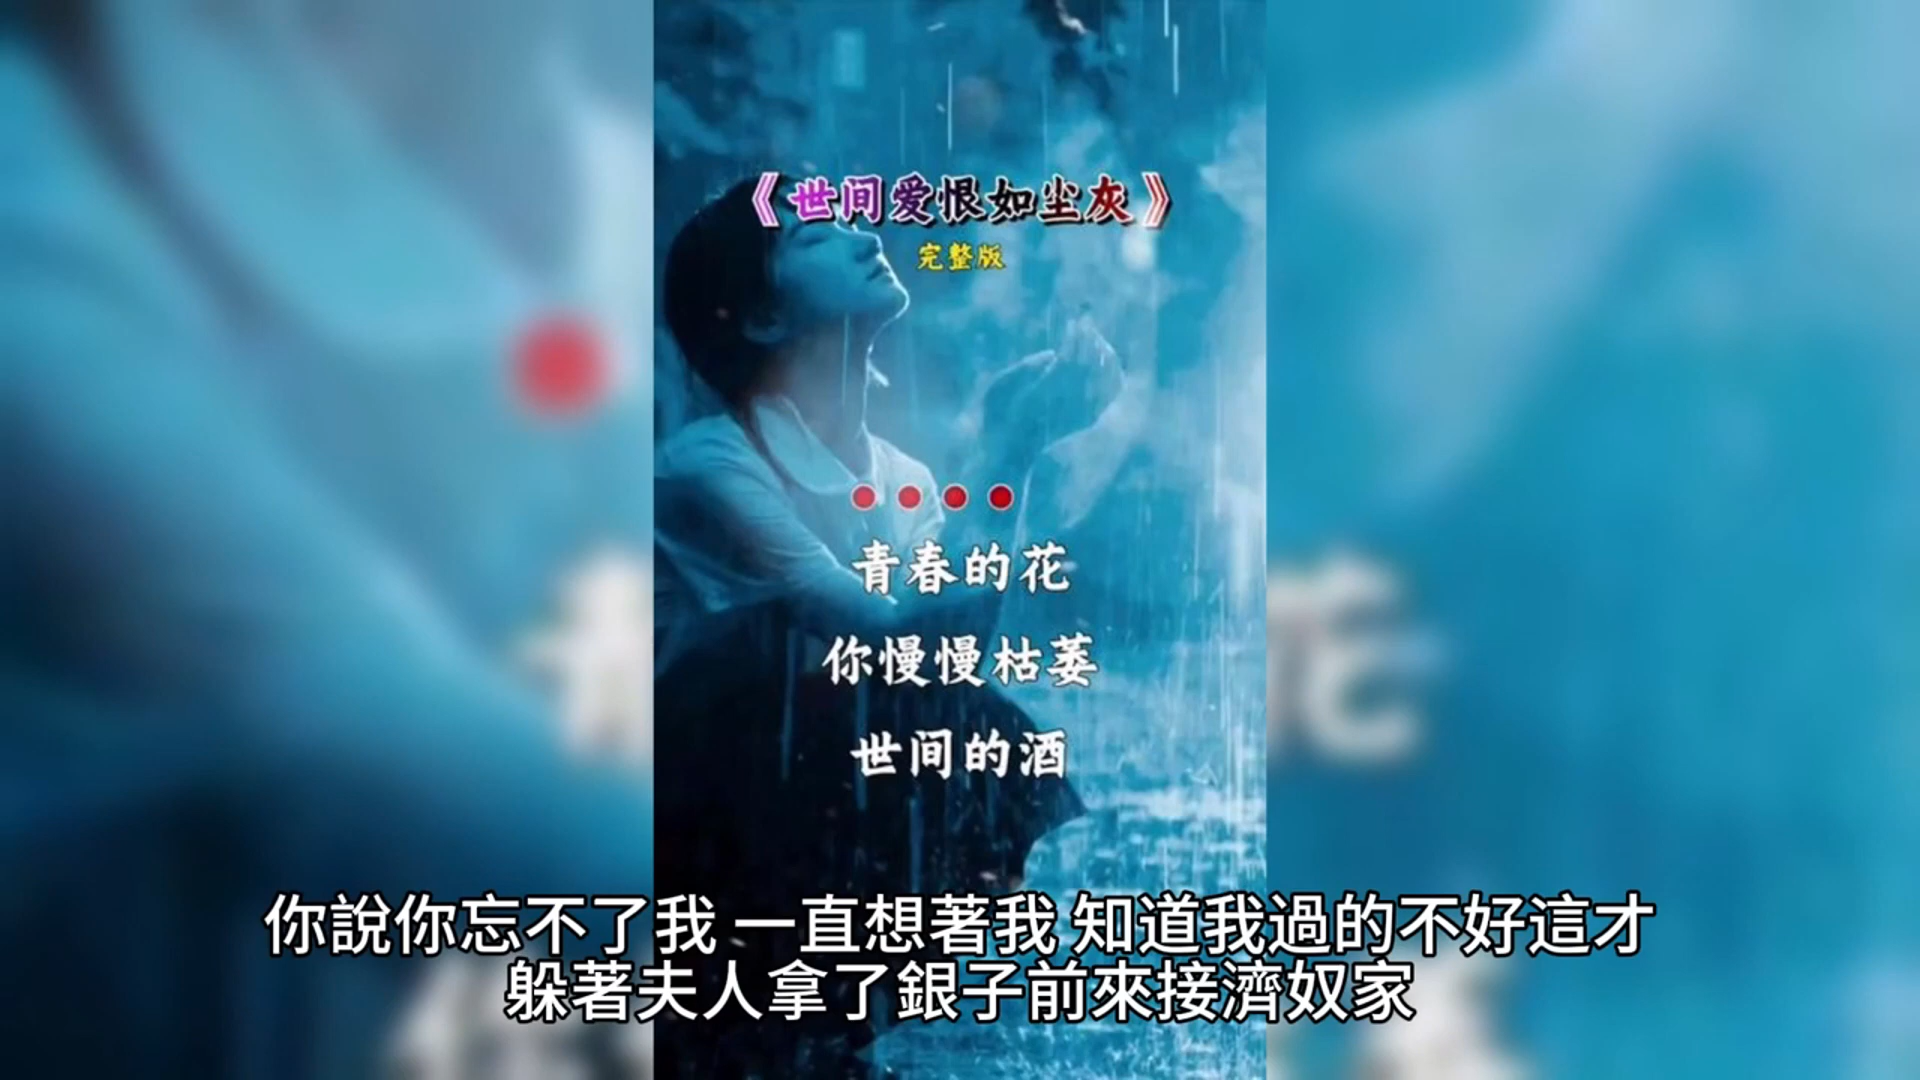 《世间爱恨如尘灰》
完整版
青春的花
你慢慢枯萎
世间的酒
你說你忘不了我 一直想著我 知道我過的不好這才
躲著夫人拿了銀子前來接濟奴家